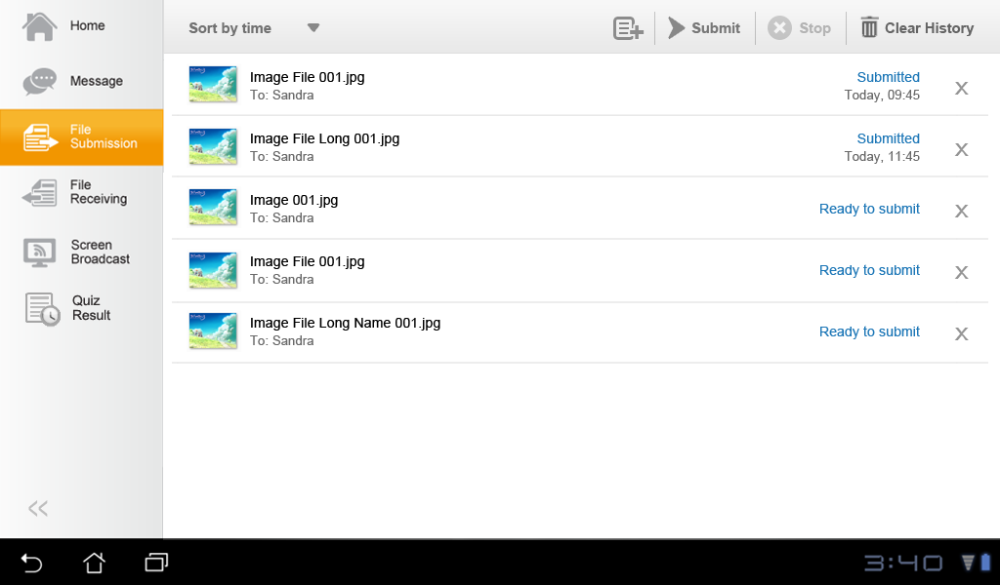 Home
Message
File
Submission
File
Receiving
Screen
Broadcast
Quiz
Result
Sort by time
Submit
Stop
Clear History
Image File 001.jpg
To: Sandra
Submitted
Today, 09:45
X
Image File Long 001.jpg
To: Sandra
Submitted
Today, 11:45
X
Image 001.jpg
To: Sandra
Ready to submit
X
Image File 001.jpg
To: Sandra
Ready to submit
X
Image File Long Name 001.jpg
To: Sandra
Ready to submit
X
3:40